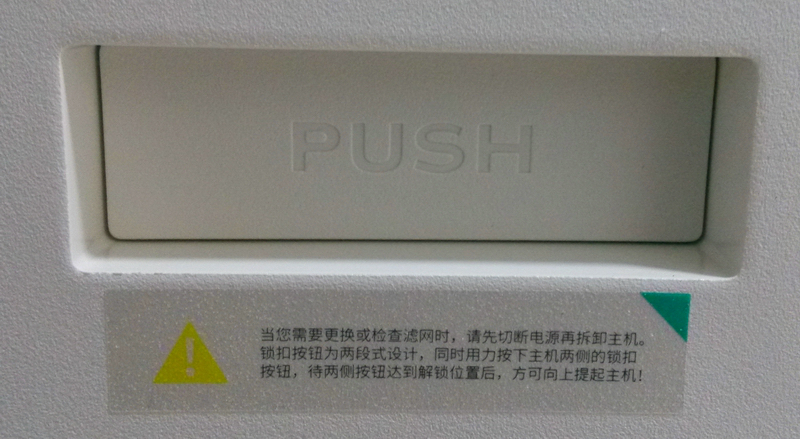 PUSH
当您需要更换或检查滤网时，请先切断电源再拆卸主机。
锁扣按钮为两段式设计，同时用力按下主机两侧的锁扣
按钮，待两侧按钮达到解锁位置后，方可向上提起主机！